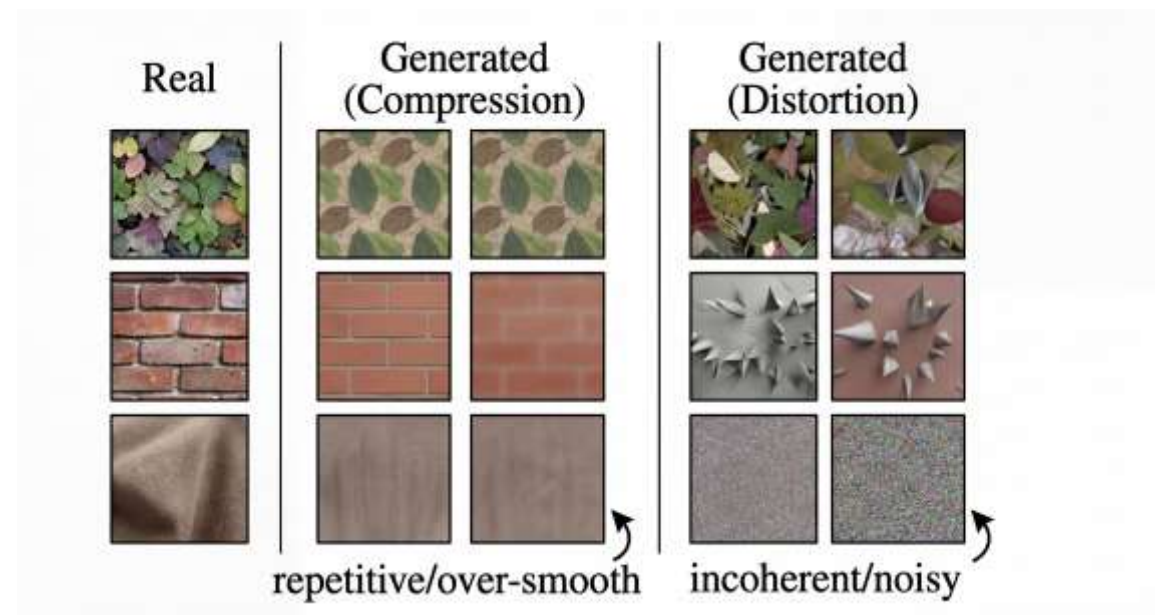 Real
Generated
(Compression)
Generated
(Distortion)
repetitive/over-smooth
incoherent/noisy